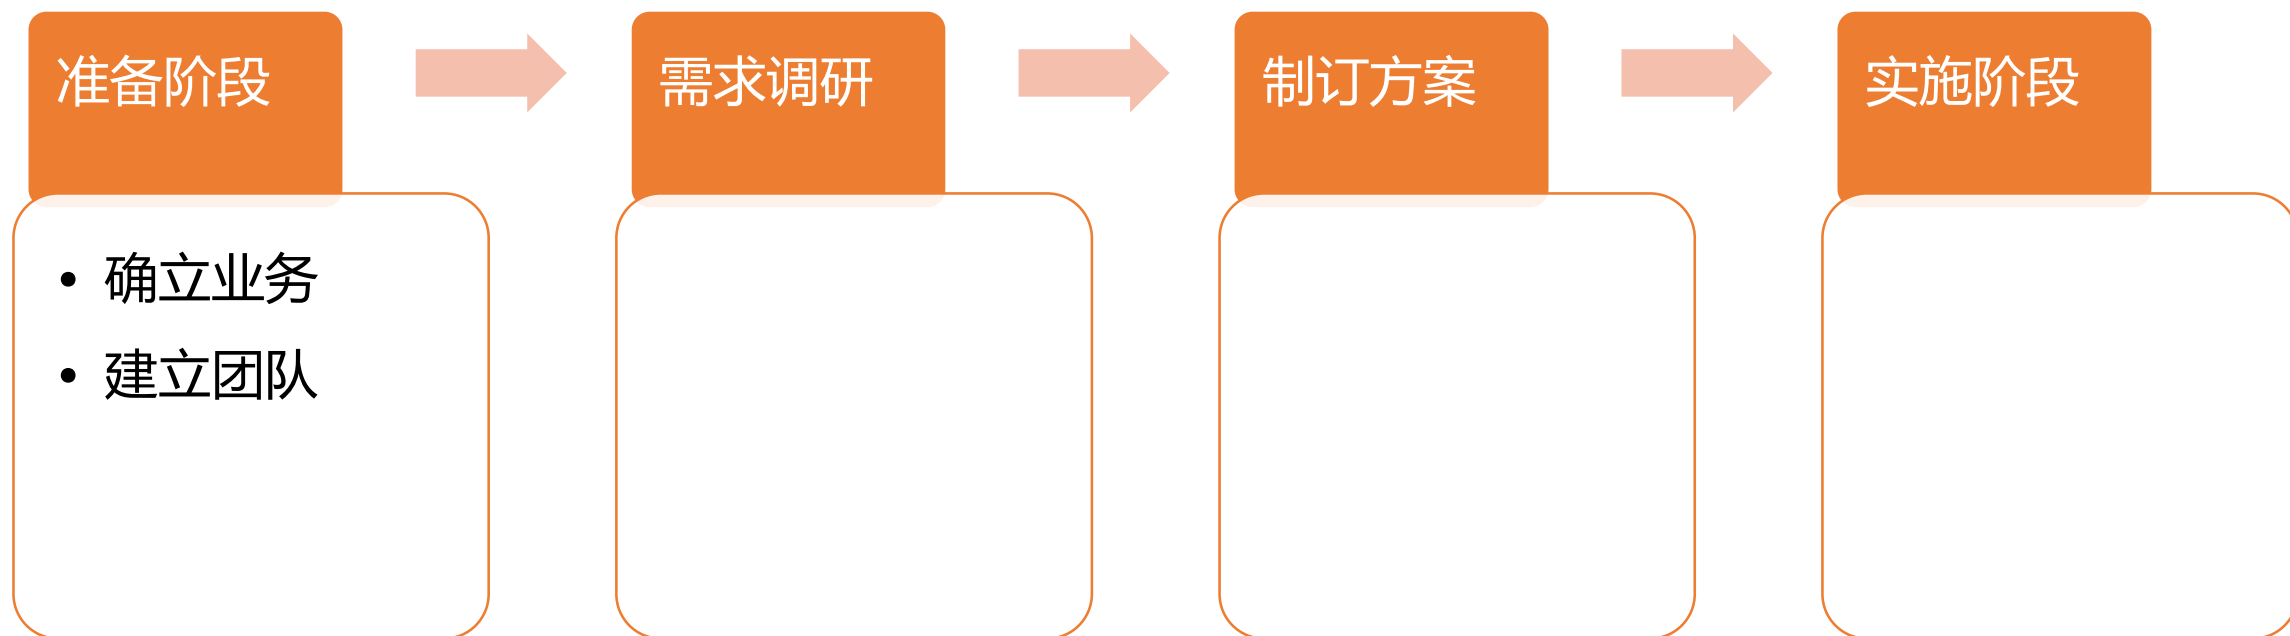 准备阶段
需求调研
制订方案
实施阶段
• 确立业务
• 建立团队